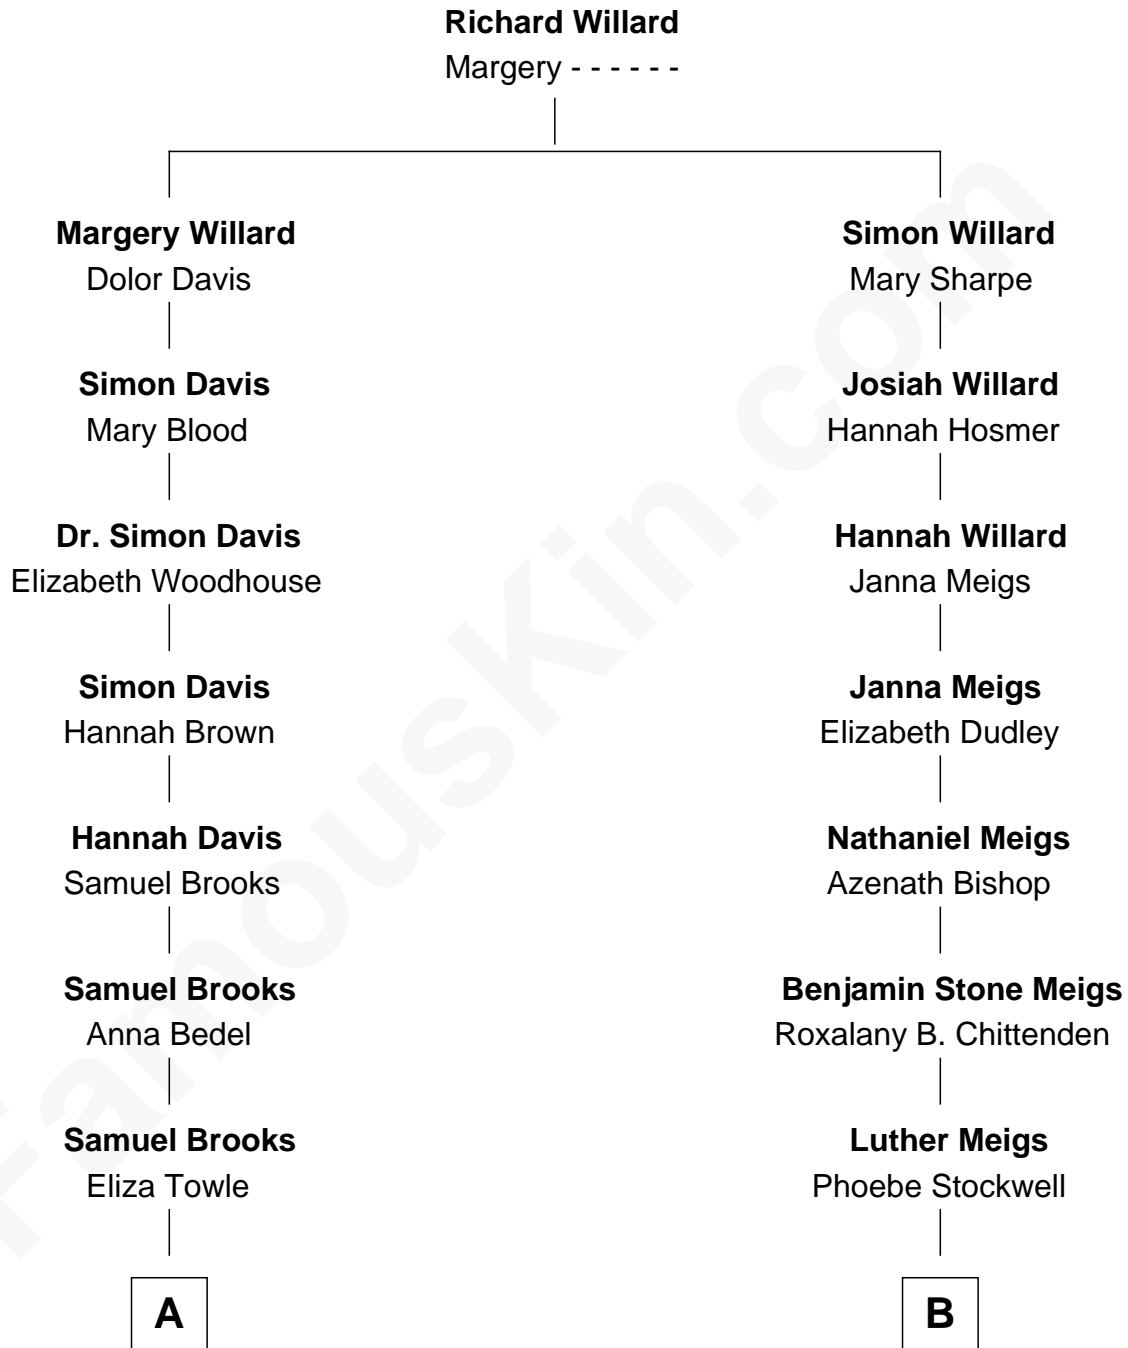 Richard Willard
Margery - - - - - -
Margery Willard
Dolor Davis
Simon Willard
Mary Sharpe
Simon Davis
Mary Blood
Josiah Willard
Hannah Hosmer
Dr. Simon Davis
Elizabeth Woodhouse
Hannah Willard
Janna Meigs
Simon Davis
Hannah Brown
Janna Meigs
Elizabeth Dudley
Hannah Davis
Samuel Brooks
Nathaniel Meigs
Azenath Bishop
Samuel Brooks
Anna Bedel
Benjamin Stone Meigs
Roxalany B. Chittenden
Samuel Brooks
Eliza Towle
Luther Meigs
Phoebe Stockwell
A
B
FamousKin.com